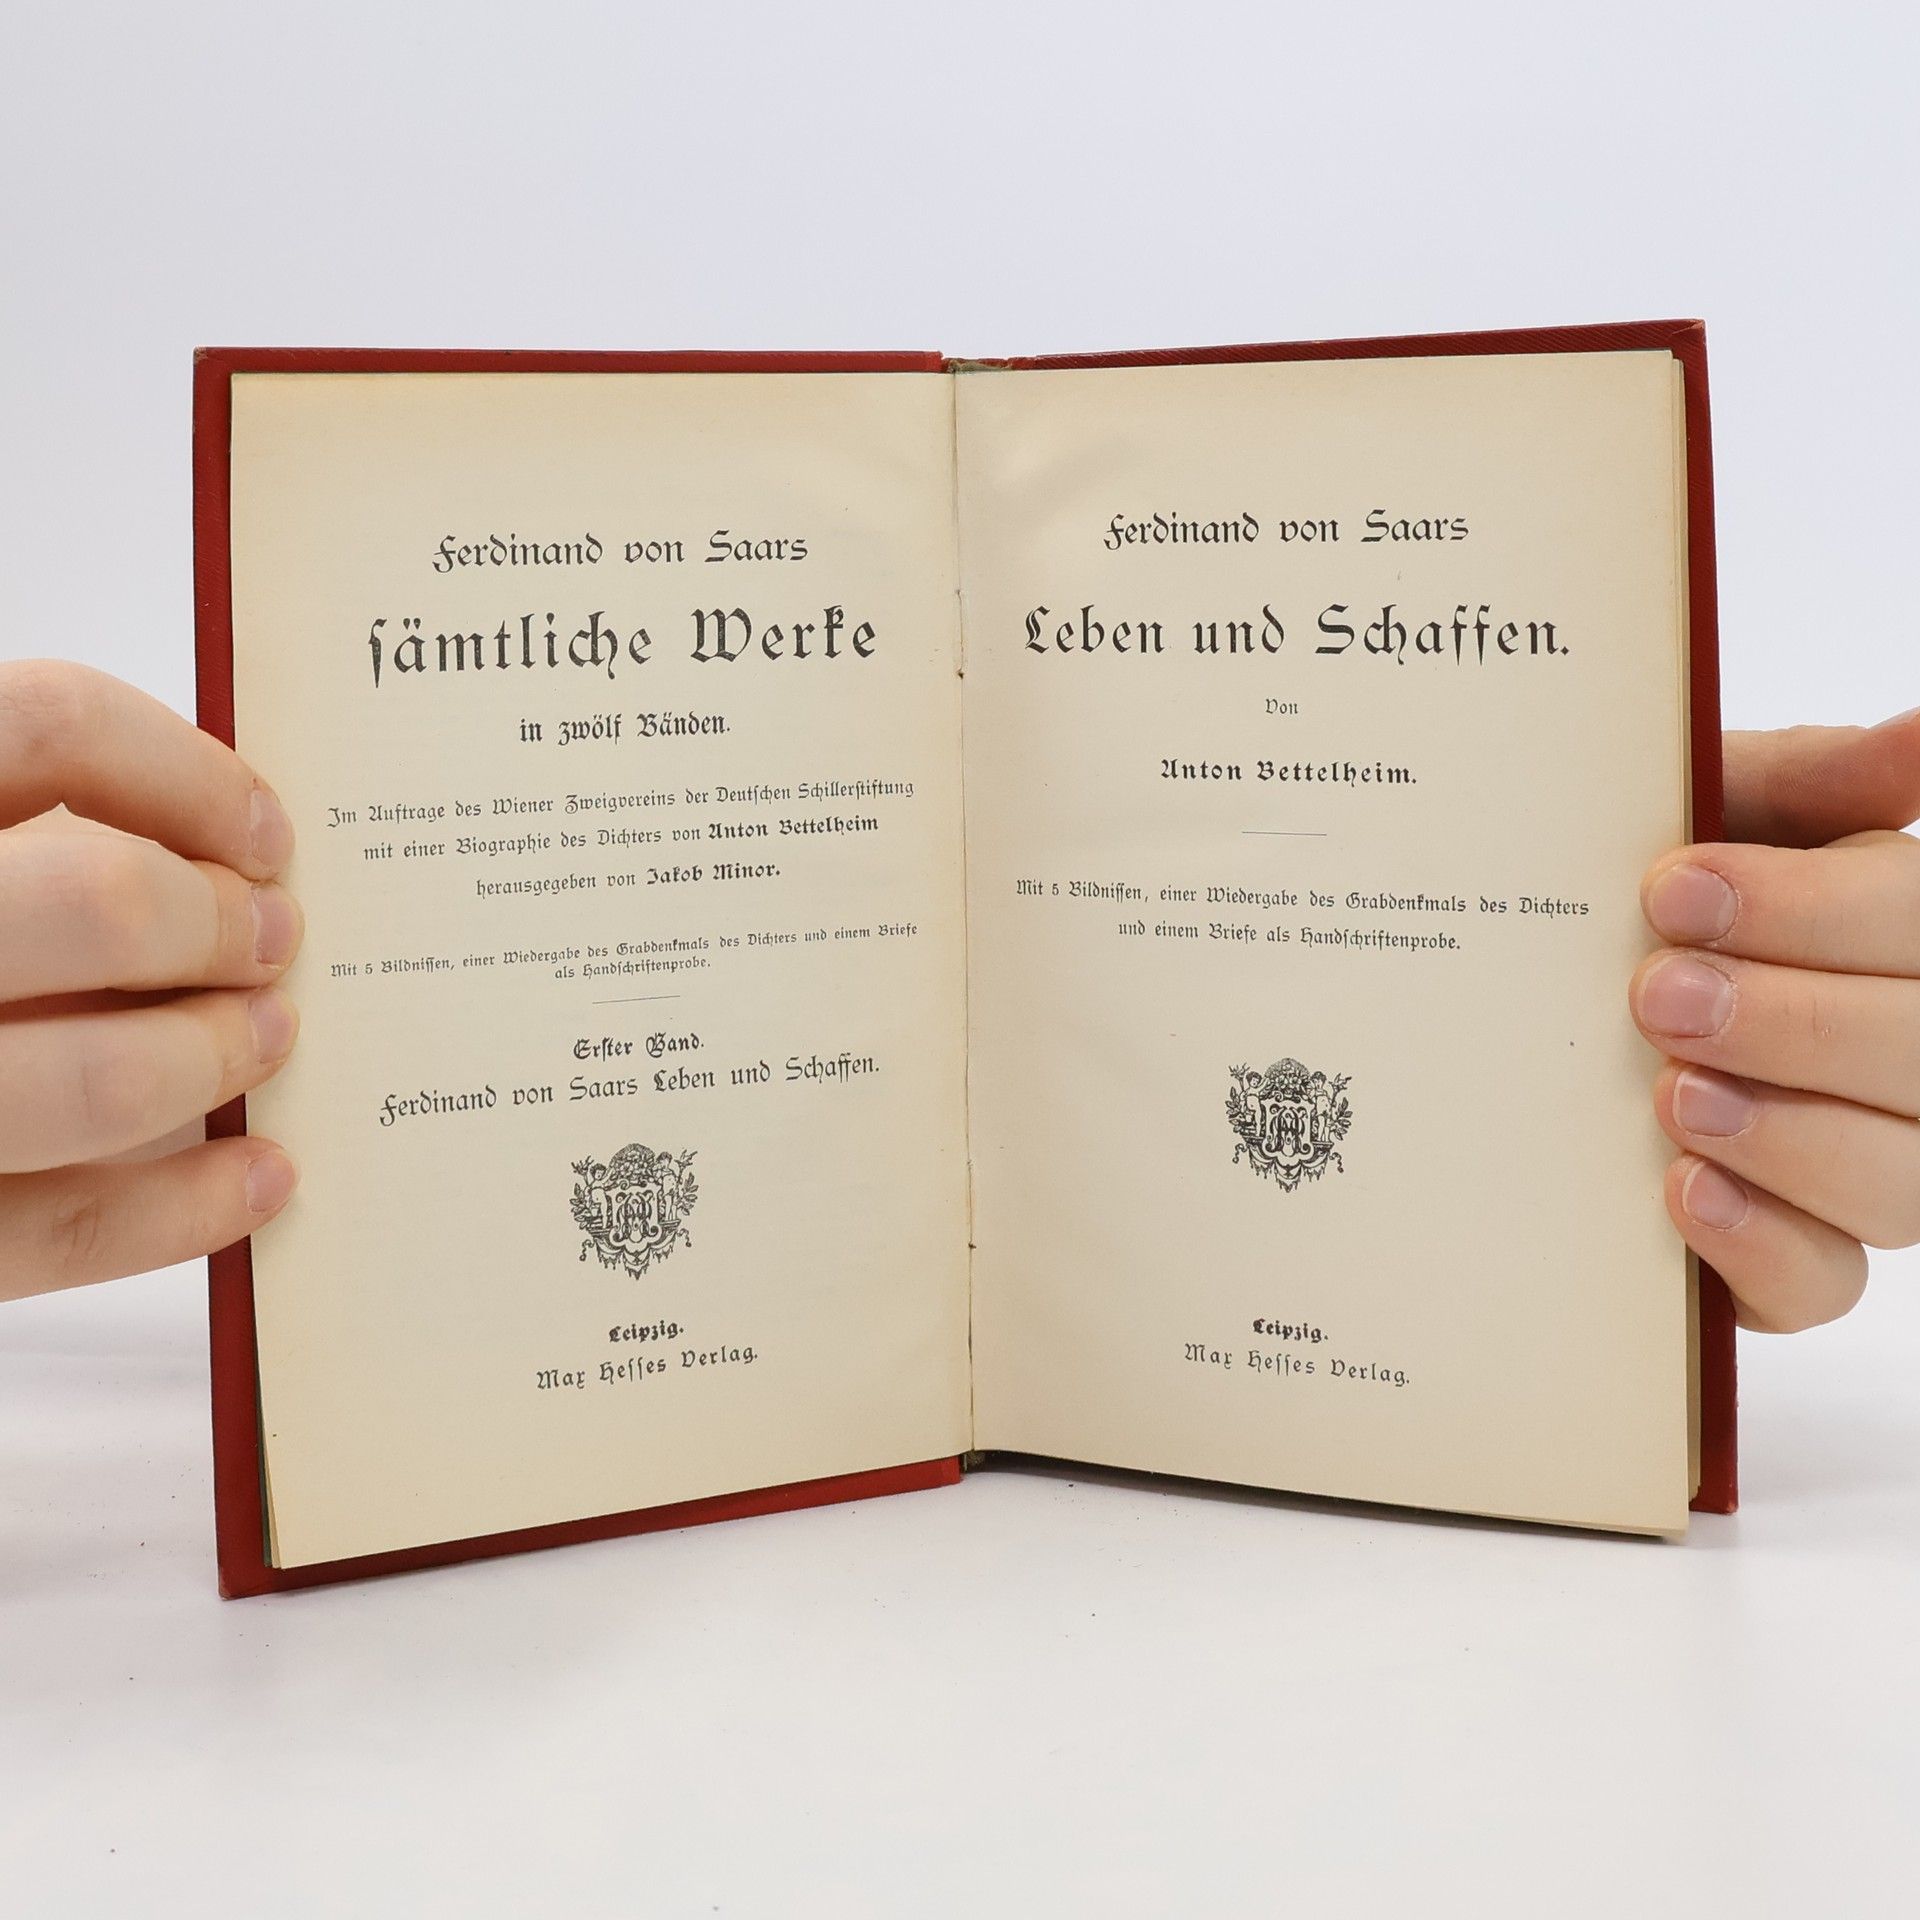 Ferdinand von Saars
ſämtliche Werke
in zwölf Bänden.
Im Auftrage des Wiener Zweigvereins der Deutſchen Schillerſtiftung
mit einer Biographie des Dichters von Anton Bettelheim
herausgegeben von Jakob Minor.
Mit 5 Bildniſſen, einer Wiedergabe des Grabdenkmals des Dichters und einem Briefe
als Handſchriftenprobe.
Erſter Band.
Ferdinand von Saars Leben und Schaffen.
Leipzig.
Max Heſſes Verlag.
Ferdinand von Saars
Leben und Schaffen.
Von
Anton Bettelheim.
Mit 5 Bildniſſen, einer Wiedergabe des Grabdenkmals des Dichters
und einem Briefe als Handſchriftenprobe.
Leipzig.
Max Heſſes Verlag.